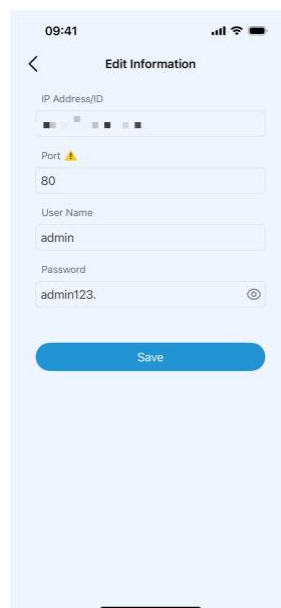 09:41
Edit Information
IP Address/ID
Port
80
User Name
admin
Password
admin123.
Save